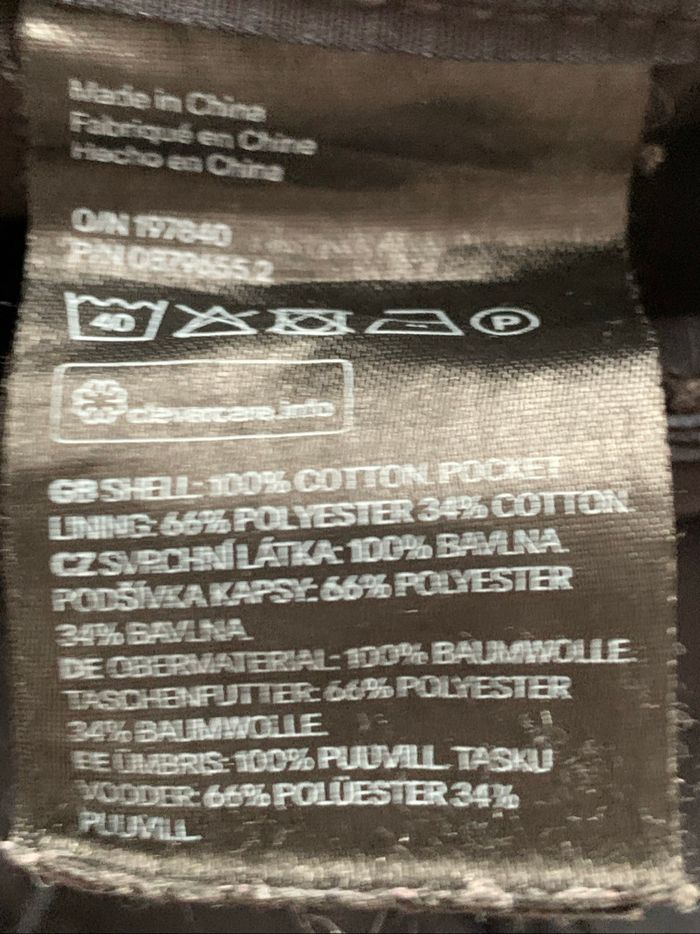 Made in China
Fabriqué en Chine
Hecho en China
O/N 197840
P/N 0379655.2
40
P
clevercare.info
GB SHELL: 100% COTTON. POCKET
LINING: 66% POLYESTER 34% COTTON.
CZ SVRCHNÍ LÁTKA: 100% BAVLNA.
PODŠÍVKA KAPSY: 66% POLYESTER
34% BAVLNA.
DE OBERMATERIAL: 100% BAUMWOLLE.
TASCHENFUTTER: 66% POLYESTER
34% BAUMWOLLE.
EE ÜMBRIS: 100% PUUVILL. TASKU
VOODER: 66% POLÜESTER 34%
PUUVILL.